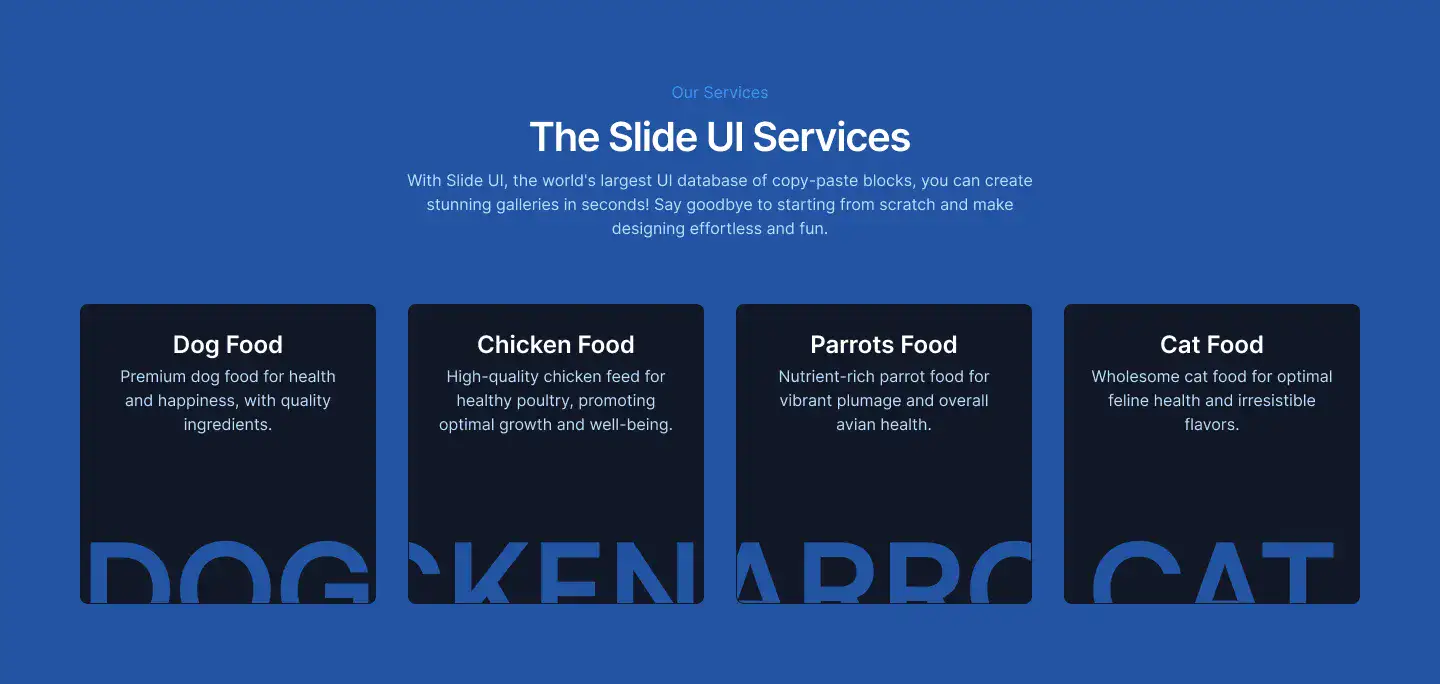 Our Services
The Slide UI Services
With Slide UI, the world's largest UI database of copy-paste blocks, you can create
stunning galleries in seconds! Say goodbye to starting from scratch and make
designing effortless and fun.
Dog Food
Premium dog food for health
and happiness, with quality
ingredients.
DOG
Chicken Food
High-quality chicken feed for
healthy poultry, promoting
optimal growth and well-being.
CKEN
Parrots Food
Nutrient-rich parrot food for
vibrant plumage and overall
avian health.
ARRO
Cat Food
Wholesome cat food for optimal
feline health and irresistible
flavors.
CAT